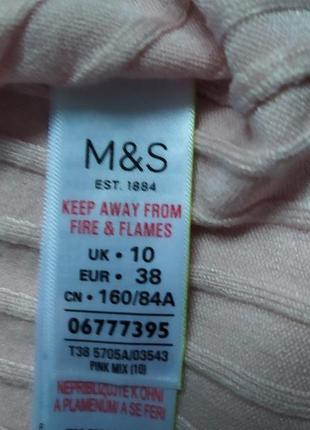 M&S
EST. 1884
KEEP AWAY FROM
FIRE & FLAMES
UK • 10
EUR • 38
CN • 160/84A
06777395
T38 5705A/03543
PINK MIX (10)
NEPRIBLIZUJTE K OHNI
A PLAMENŮM/ A SE FERI